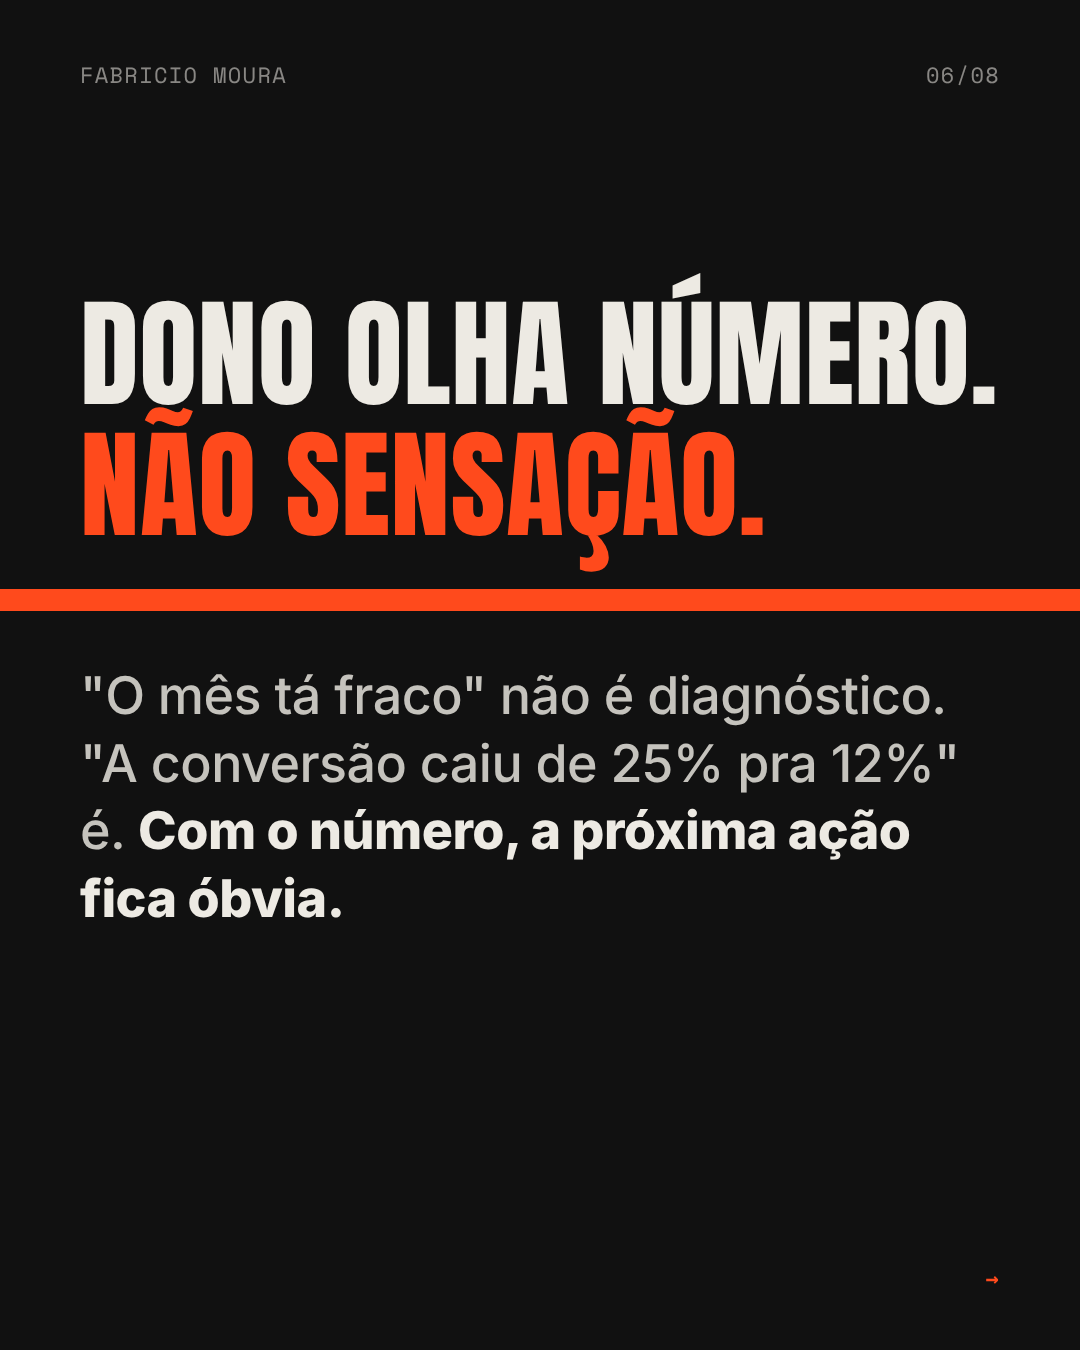 FABRICIO MOURA
06/08
DONO OLHA NÚMERO.
NÃO SENSAÇÃO.
"O mês tá fraco" não é diagnóstico.
"A conversão caiu de 25% pra 12%"
é. Com o número, a próxima ação
fica óbvia.
→